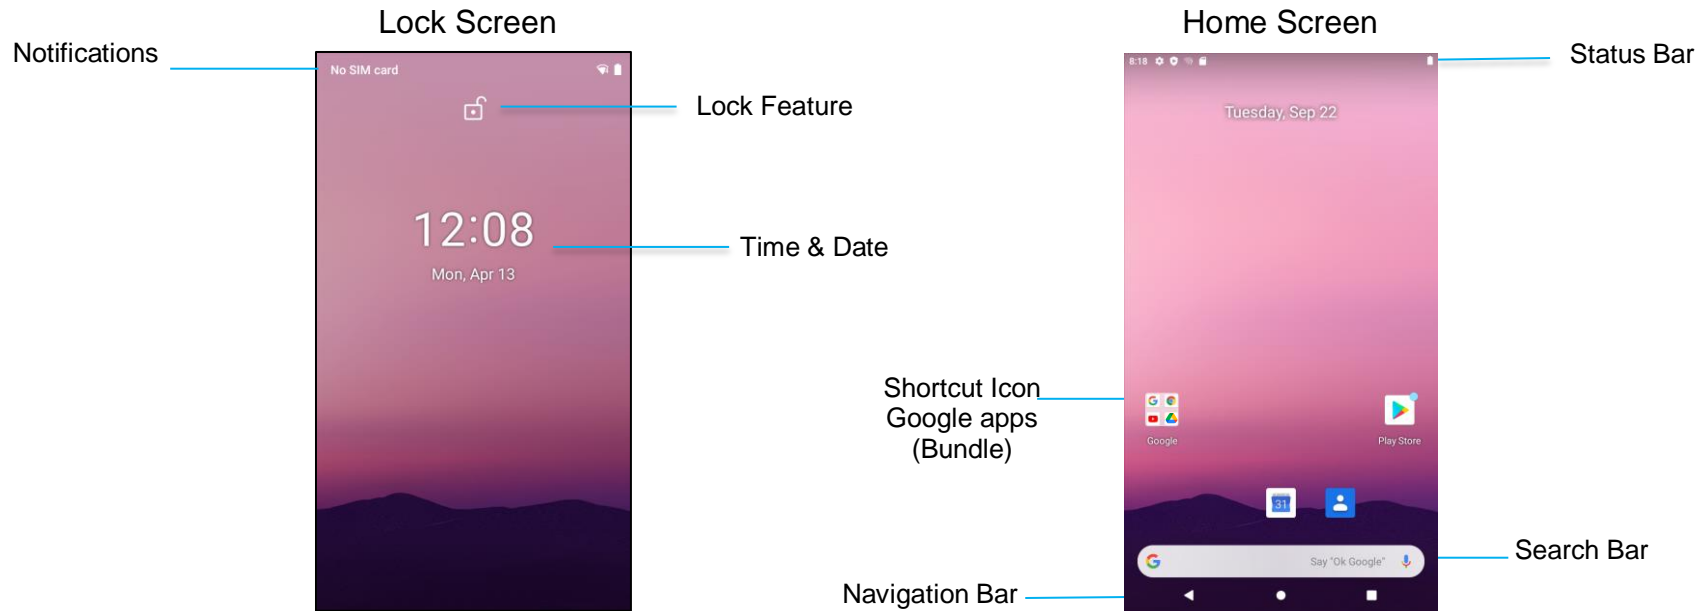 Lock Screen
Notifications
No SIM card
Lock Feature
12:08
Mon, Apr 13
Time & Date
Home Screen
Status Bar
8:18
Tuesday, Sep 22
Shortcut Icon
Google apps
(Bundle)
Google
Play Store
31
G
Say "Ok Google"
Search Bar
Navigation Bar